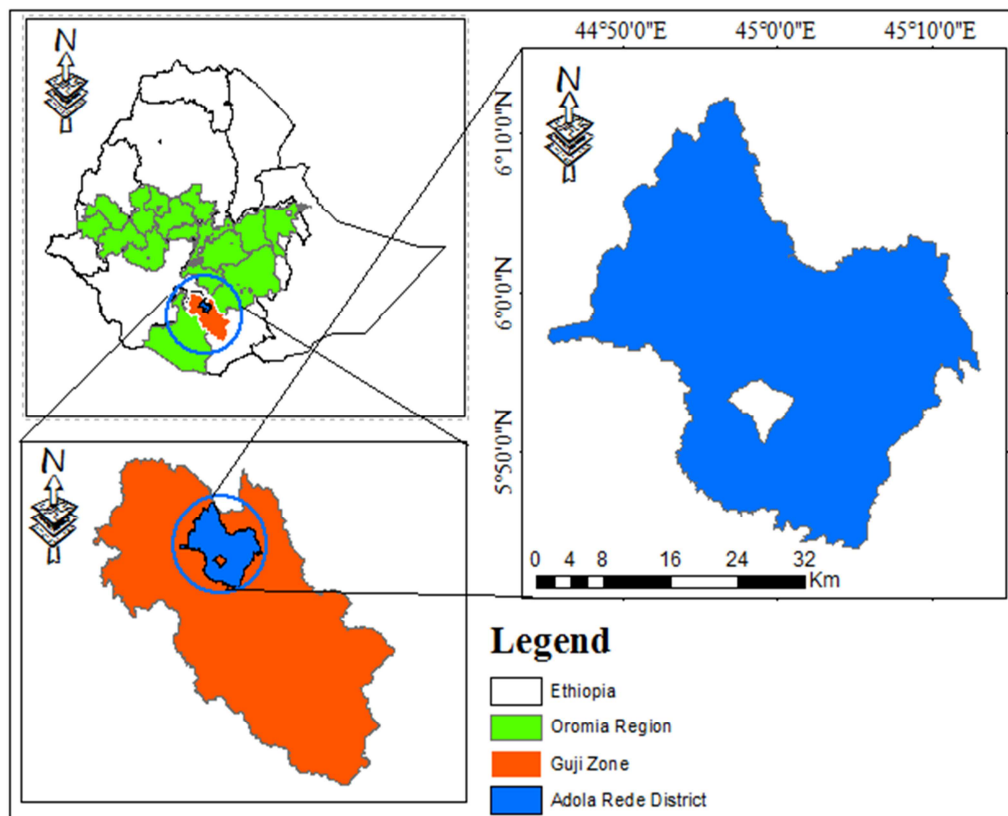 N
44°50'0"E 45°0'0"E 45°10'0"E
N
6°10'0"N
6°0'0"N
5°50'0"N
0 4 8 16 24 32
Km
N
Legend
Ethiopia
Oromia Region
Guji Zone
Adola Rede District